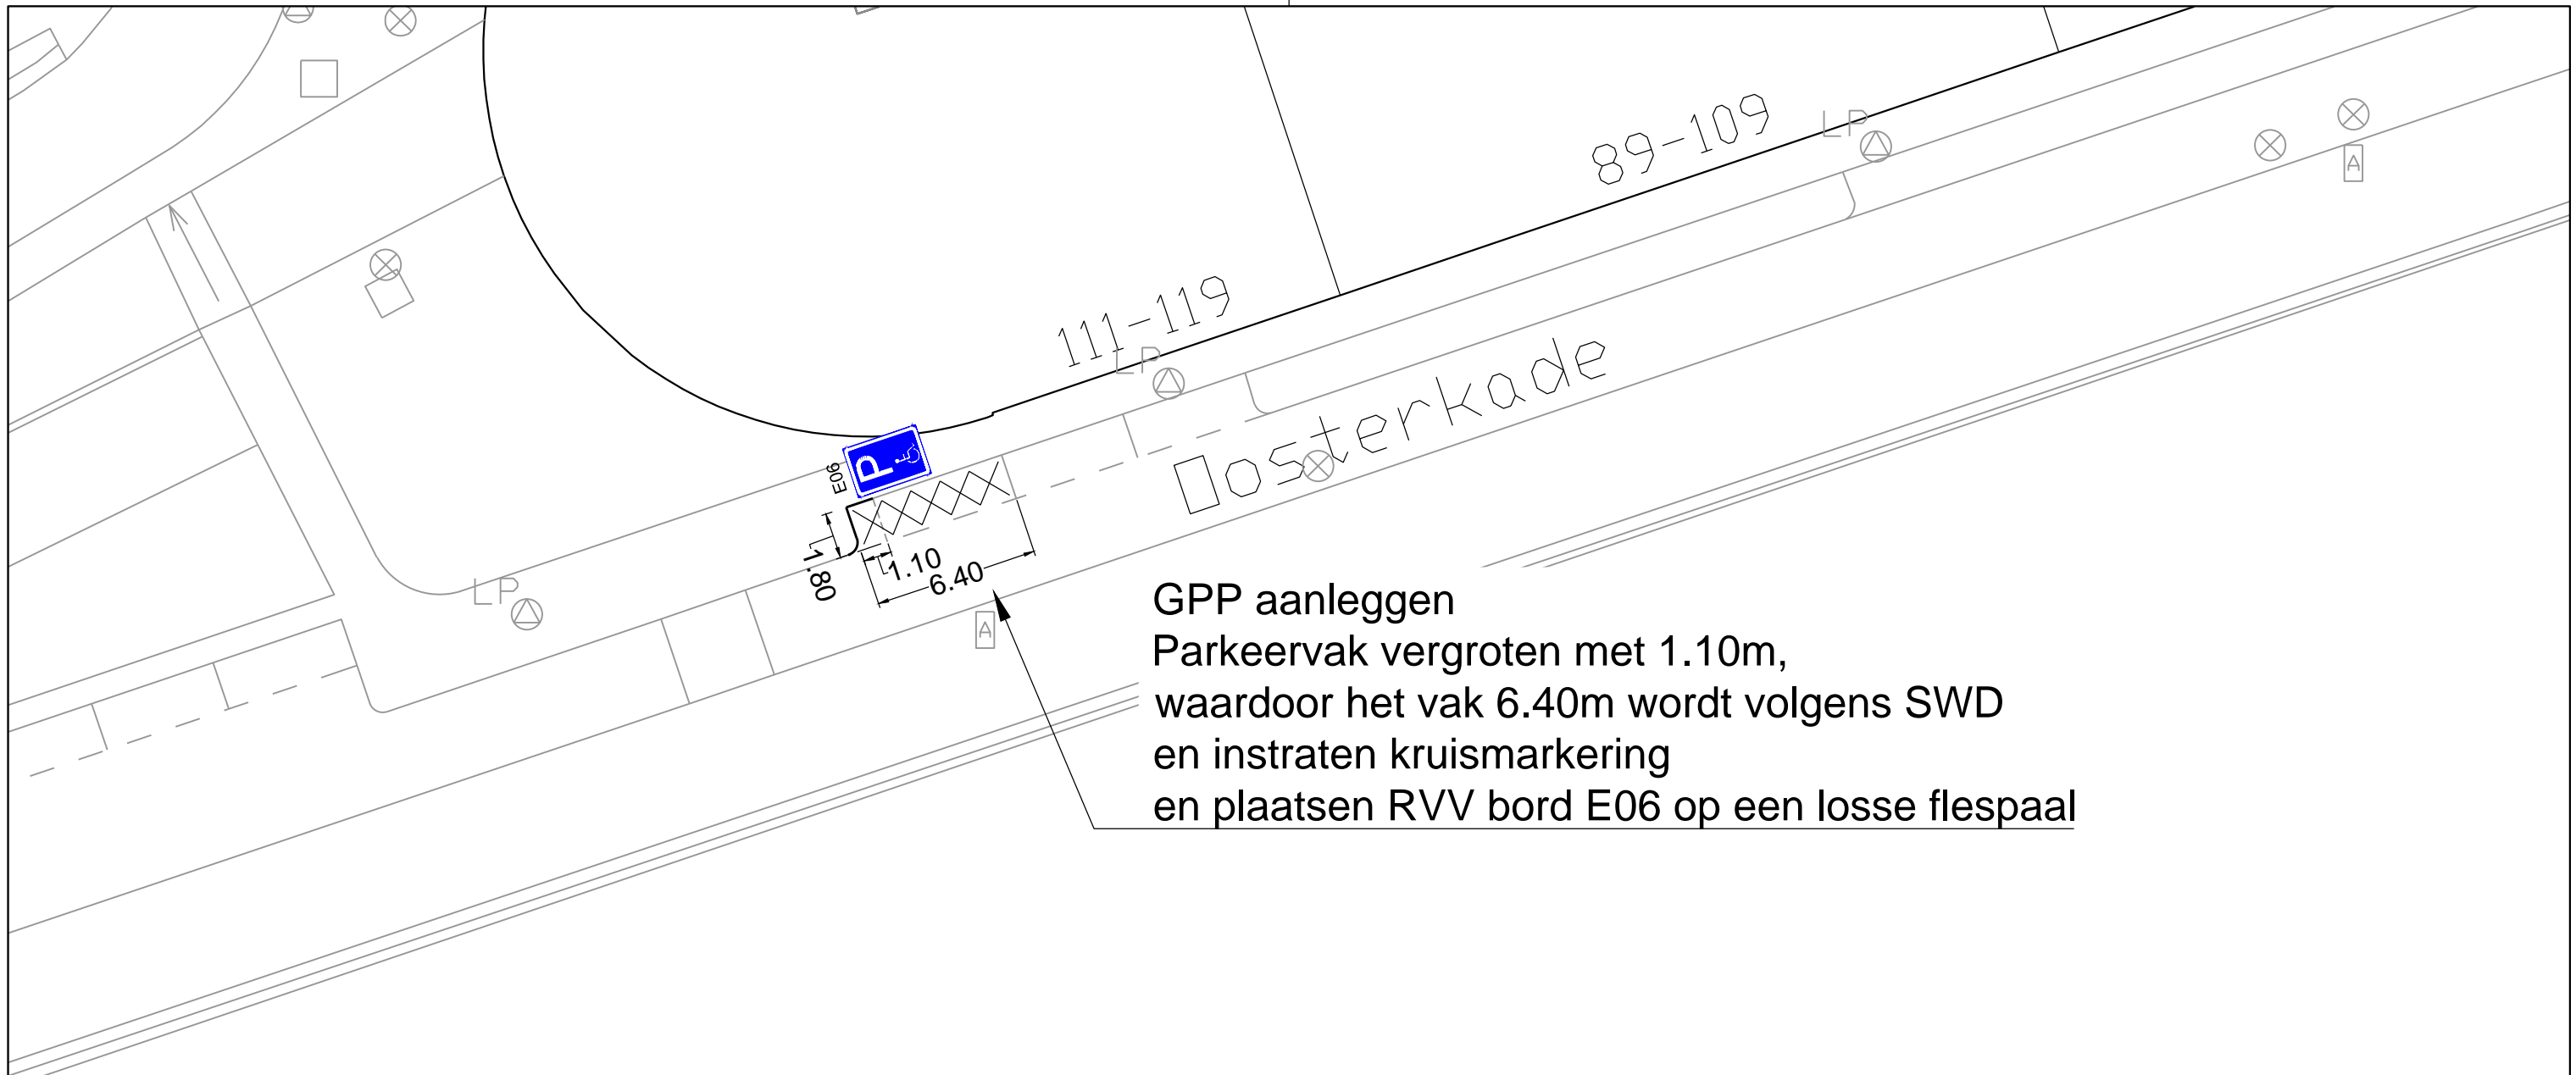 89-109
LP
111-119
LP
Oosterkade
P
E06
1.80
1.10
6.40
LP
A
A
GPP aanleggen
Parkeervak vergroten met 1.10m,
waardoor het vak 6.40m wordt volgens SWD
en instraten kruismarkering
en plaatsen RVV bord E06 op een losse flespaal